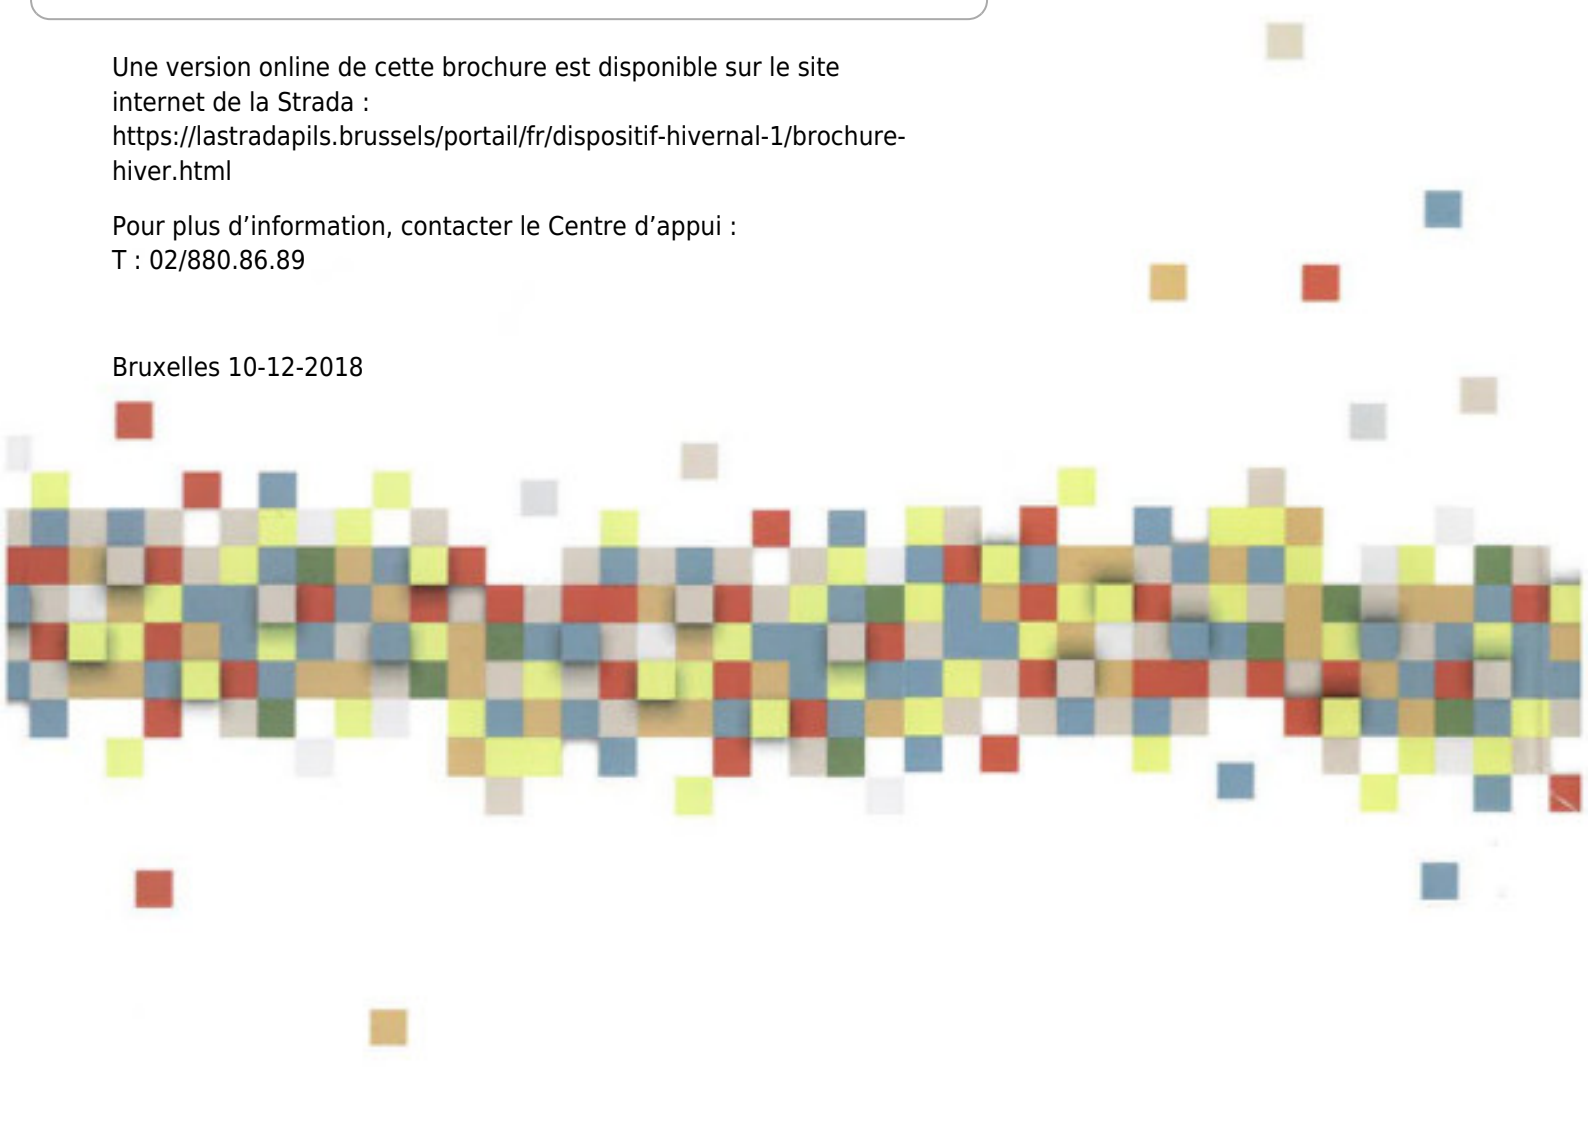 Une version online de cette brochure est disponible sur le site
internet de la Strada :
https://lastradapils.brussels/portail/fr/dispositif-hivernal-1/brochure-
hiver.html
Pour plus d’information, contacter le Centre d’appui :
T : 02/880.86.89
Bruxelles 10-12-2018